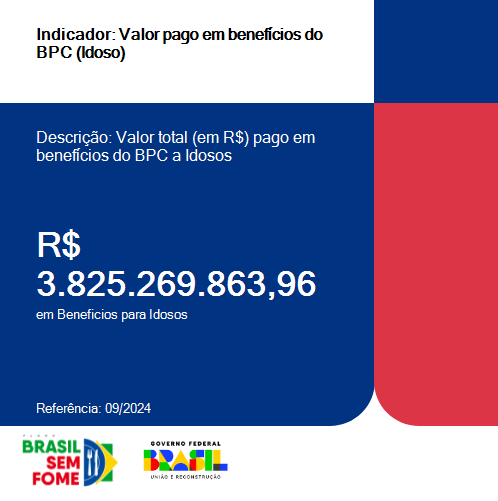 Indicador: Valor pago em benefícios do
BPC (Idoso)
Descrição: Valor total (em R$) pago em
benefícios do BPC a Idosos
R$
3.825.269.863,96
em Beneficios para Idosos
Referência: 09/2024
PLANO
BRASIL
SEM
FOME
GOVERNO FEDERAL
BRASIL
UNIÃO E RECONSTRUÇÃO